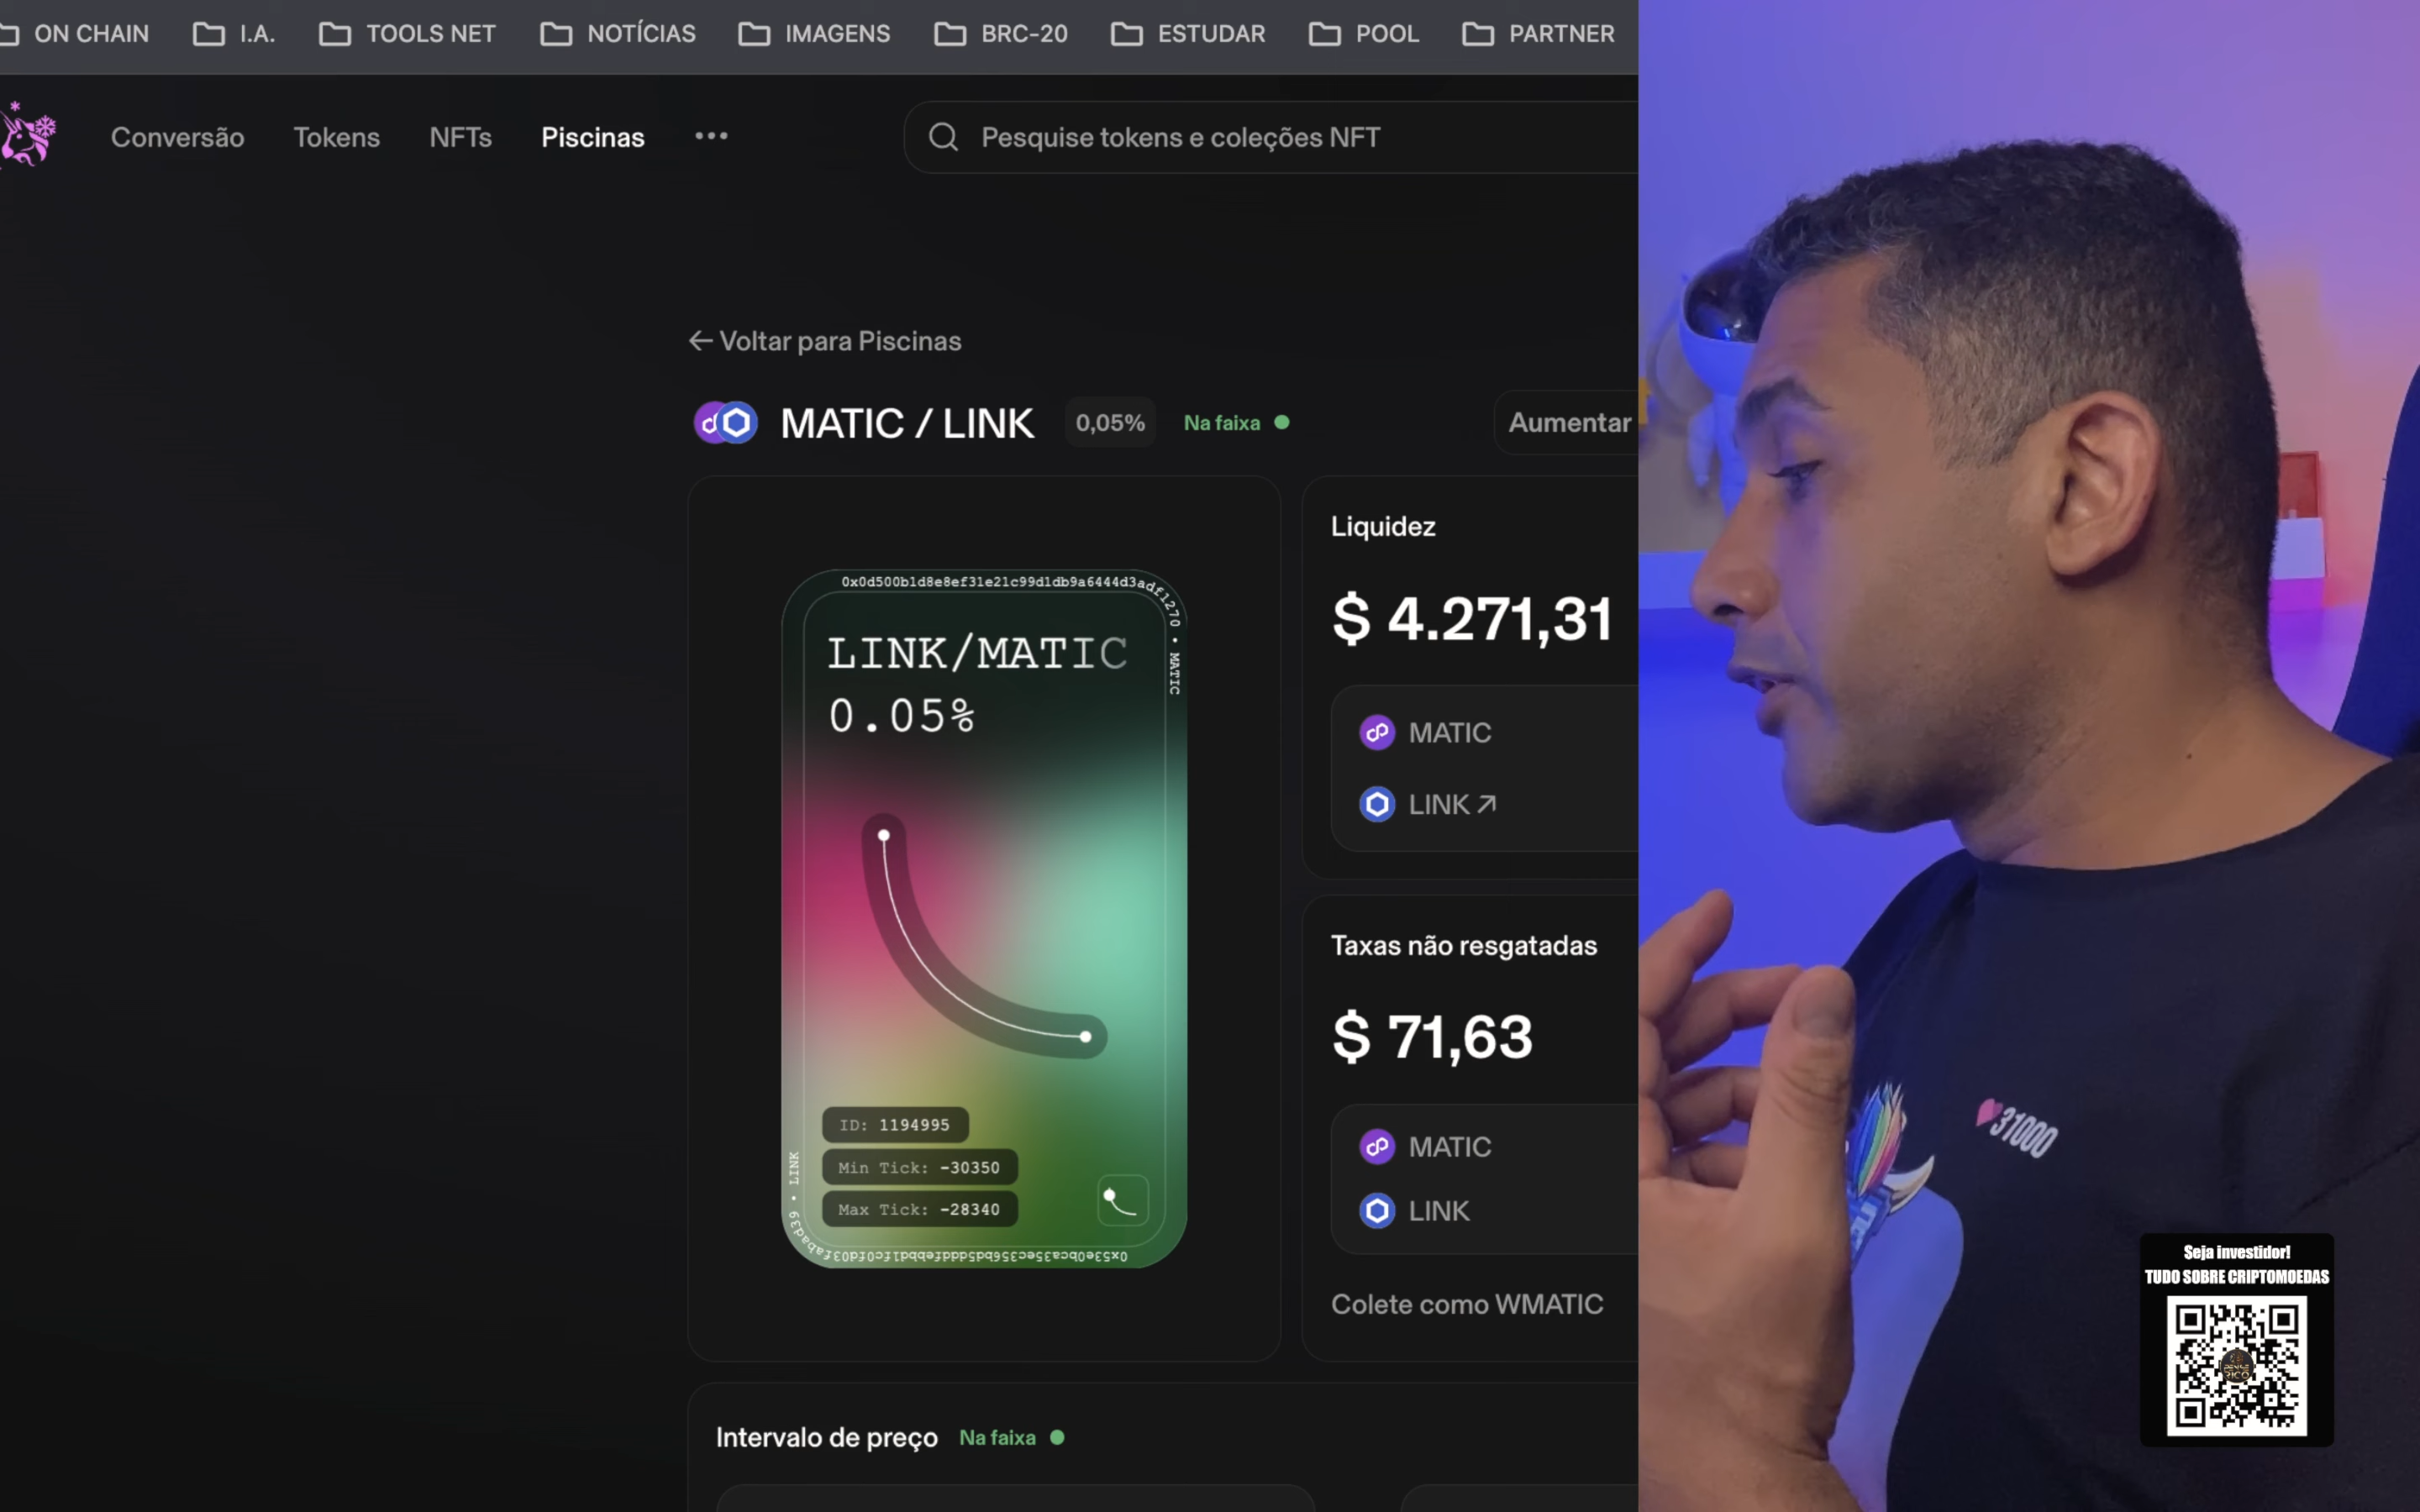 ON CHAIN
I.A.
TOOLS NET
NOTÍCIAS
IMAGENS
BRC-20
ESTUDAR
POOL
PARTNER
Conversão
Tokens
NFTs
Piscinas
Pesquise tokens e coleções NFT
← Voltar para Piscinas
MATIC / LINK
0,05%
Na faixa
Aumentar
0x0d500b1d8e8ef31e21c99d1db9a6444d3adf1270 • MATIC
LINK/MATIC
0.05%
ID: 1194995
Min Tick: -30350
Max Tick: -28340
0x53e0bca35ec356bd5dddfebbd1fc0fd03fabad39 • LINK
Liquidez
$ 4.271,31
MATIC
LINK ↗
Taxas não resgatadas
$ 71,63
MATIC
LINK
Colete como WMATIC
Intervalo de preço
Na faixa
31000
Seja investidor!
TUDO SOBRE CRIPTOMOEDAS